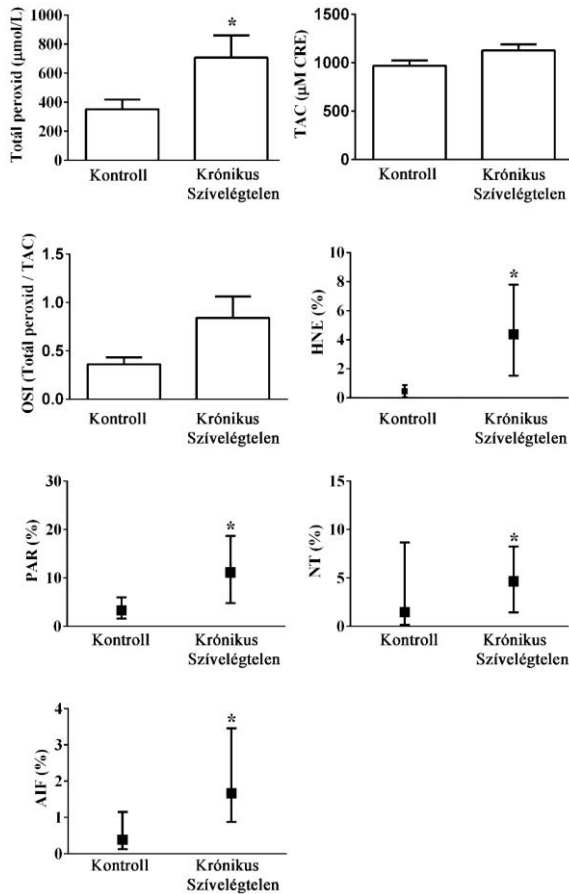 Totál peroxid (µmol/L)
1000
800
600
400
200
0
*
Kontroll
Krónikus
Szívelégtelen
TAC (µM CRE)
1500
1000
500
0
Kontroll
Krónikus
Szívelégtelen
OSI (Totál peroxid / TAC)
1.5
1.0
0.5
0.0
Kontroll
Krónikus
Szívelégtelen
HNE (%)
10
8
6
4
2
0
*
Kontroll
Krónikus
Szívelégtelen
PAR (%)
30
20
10
0
*
Kontroll
Krónikus
Szívelégtelen
NT (%)
15
10
5
0
*
Kontroll
Krónikus
Szívelégtelen
AIF (%)
4
3
2
1
0
*
Kontroll
Krónikus
Szívelégtelen